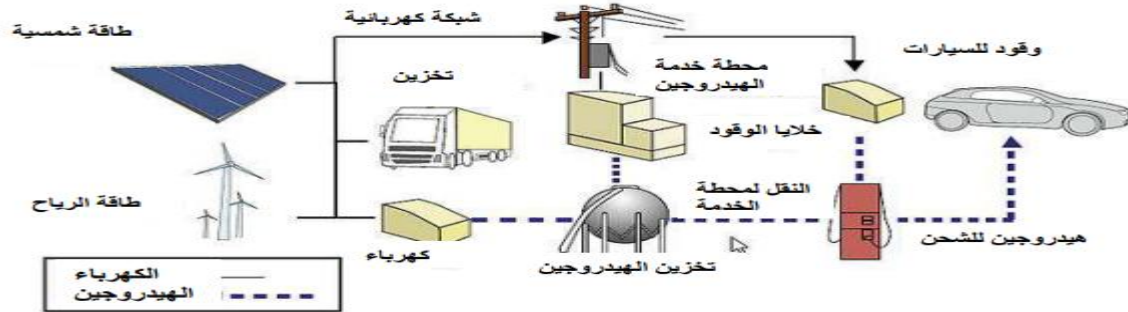 شبكة كهربائية
طاقة شمسية
وقود للسيارات
تخزين
محطة خدمة
الهيدروجين
خلايا الوقود
طاقة الرياح
النقل لمحطة
الخدمة
كهرباء
تخزين الهيدروجين
هيدروجين للشحن
الكهرباء
الهيدروجين